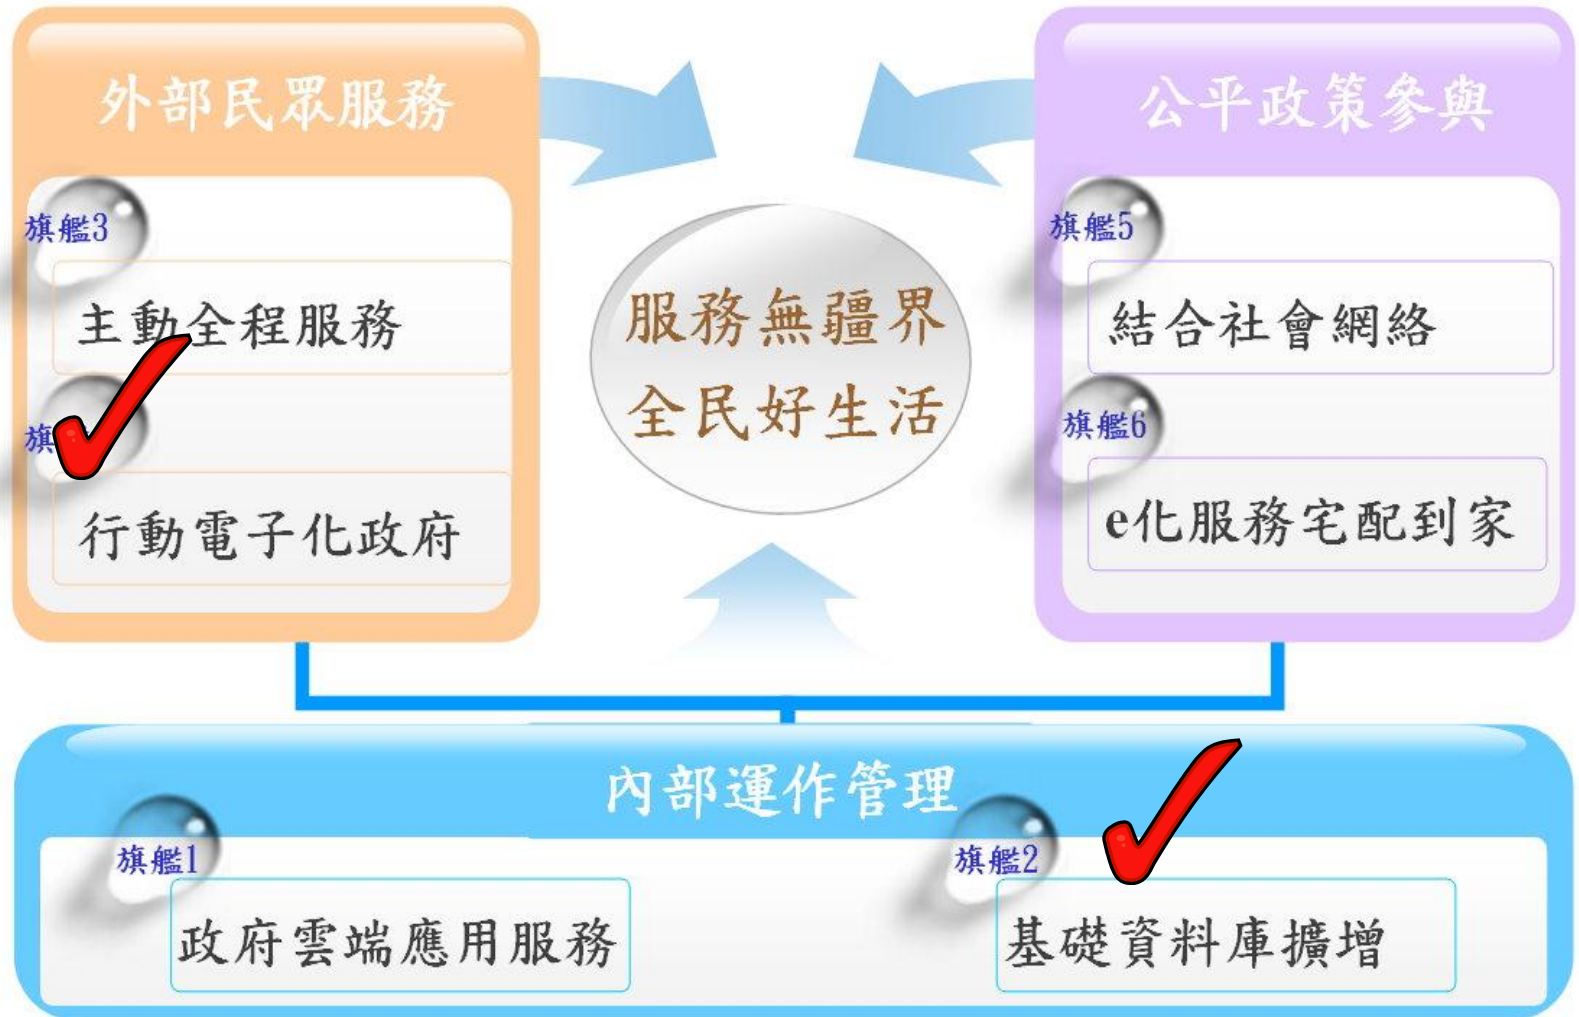 外部民眾服務
旗艦3
主動全程服務
旗
行動電子化政府
服務無疆界
全民好生活
公平政策參與
旗艦5
結合社會網絡
旗艦6
e化服務宅配到家
內部運作管理
旗艦1
政府雲端應用服務
旗艦2
基礎資料庫擴增